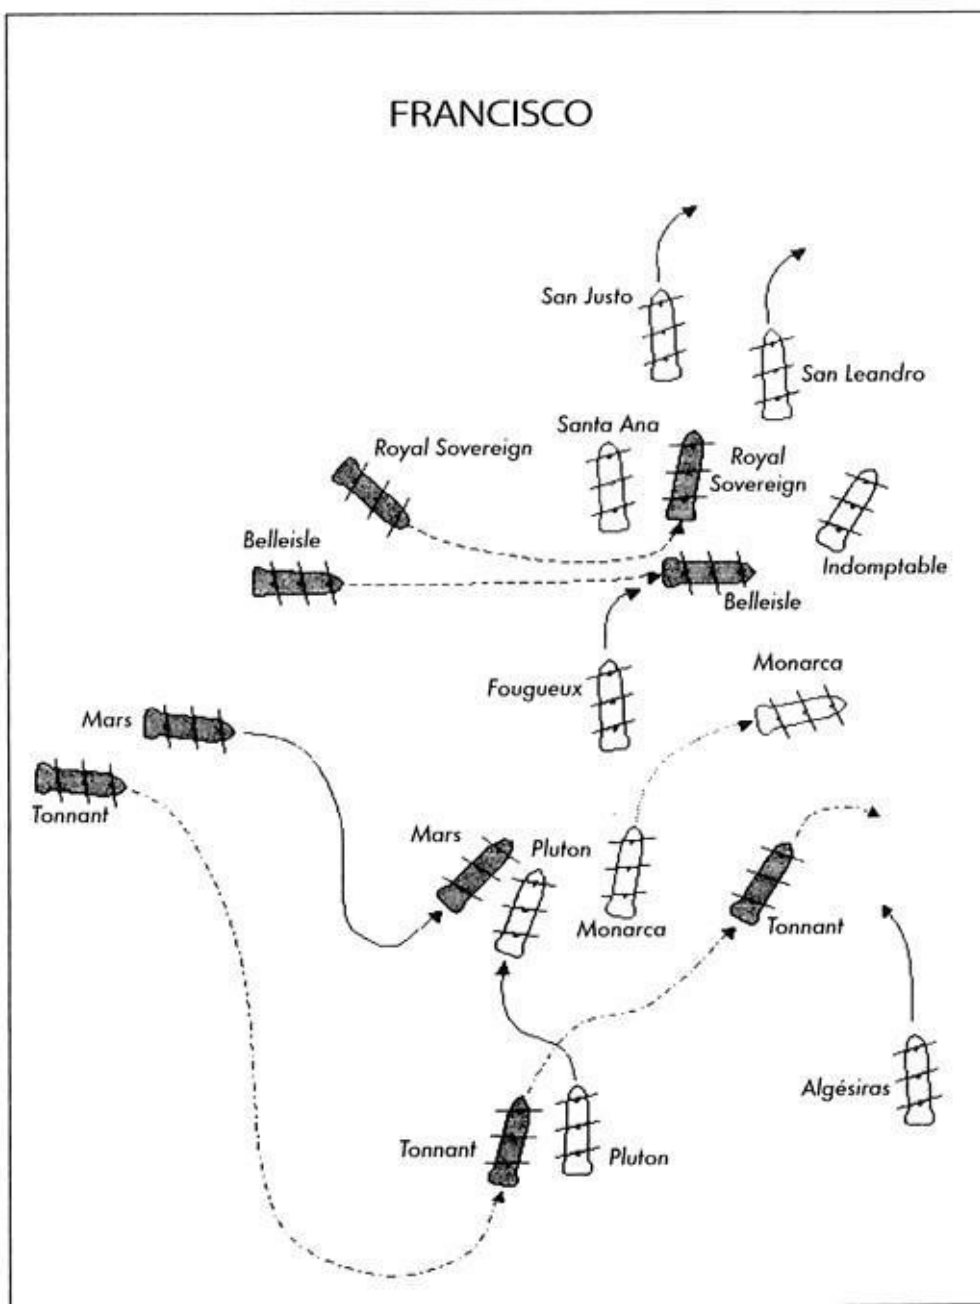 FRANCISCO
San Justo
San Leandro
Santa Ana
Royal Sovereign
Royal
Sovereign
Belleisle
Indomptable
Belleisle
Monarca
Fougueux
Mars
Tonnant
Mars
Pluton
Monarca
Tonnant
Algésiras
Tonnant
Pluton